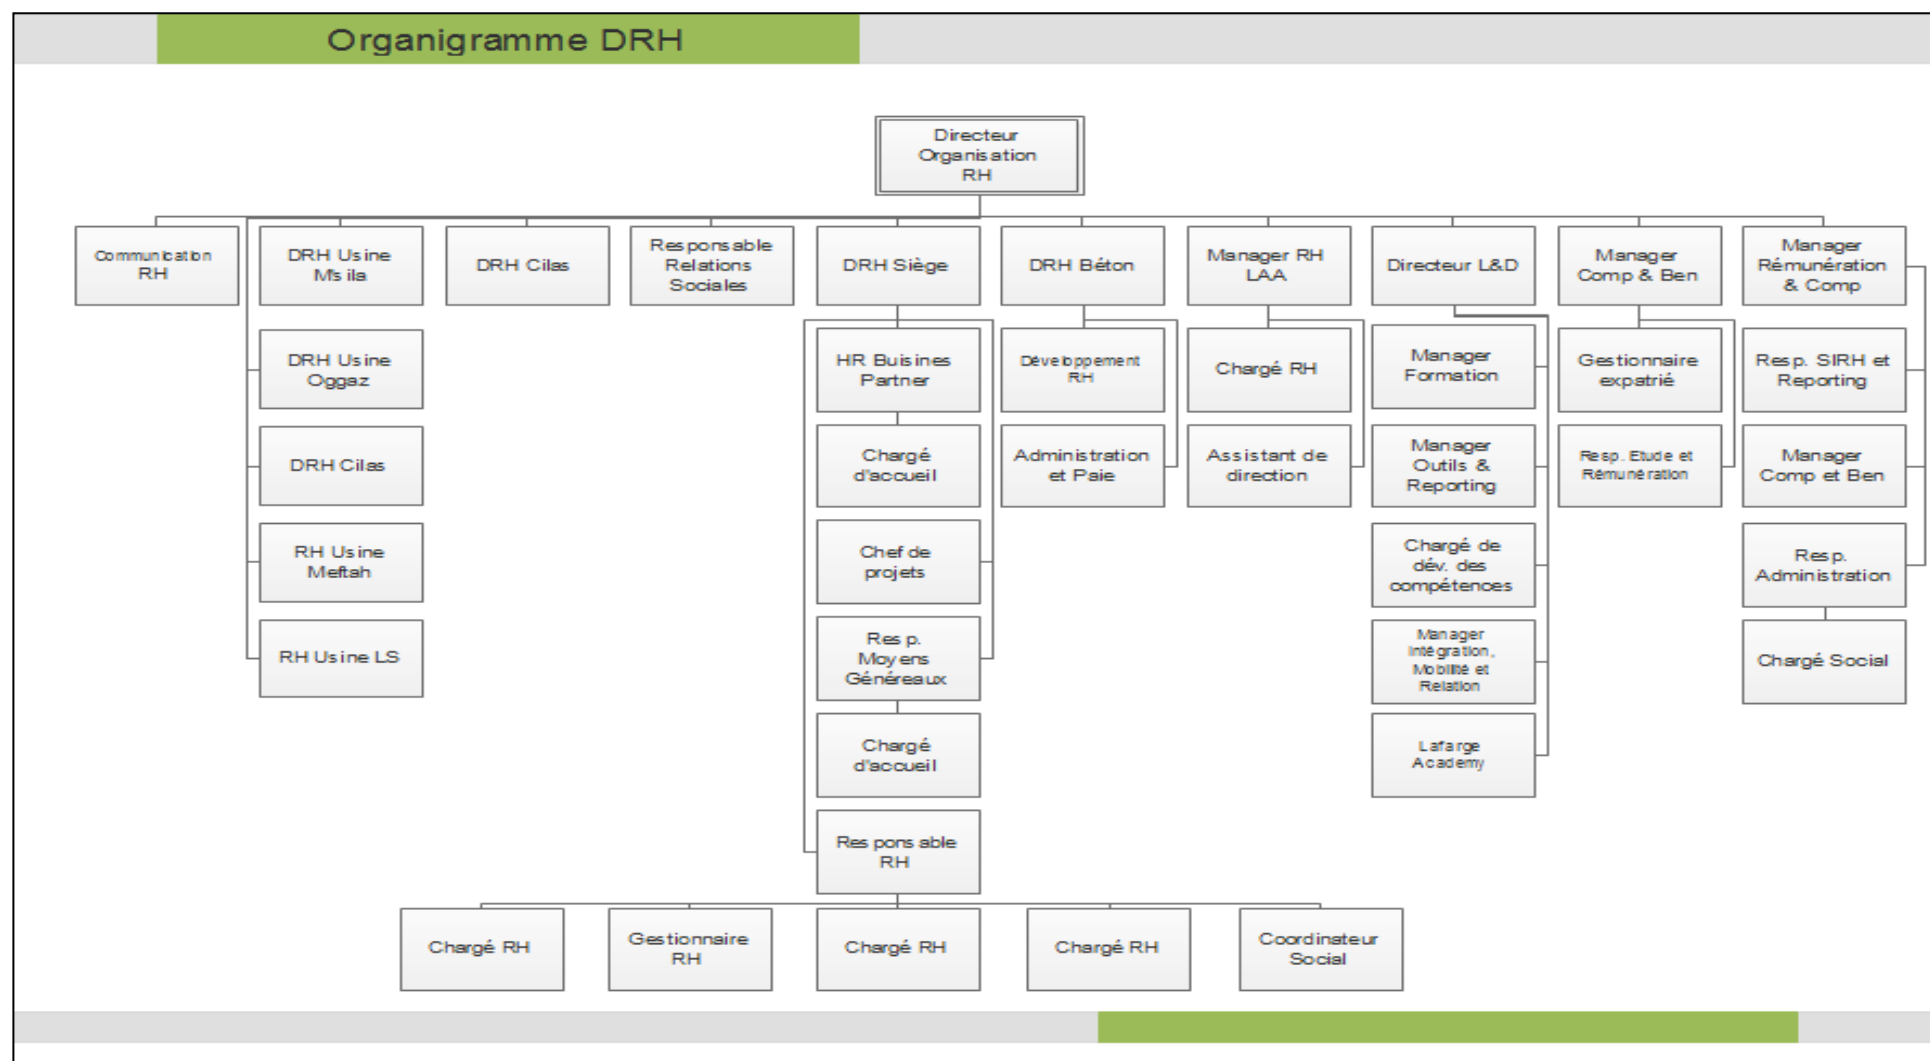 Organigramme DRH
Directeur
Organisation
RH
Communication
RH
DRH Usine
M'sila
DRH Cilas
Responsable
Relations
Sociales
DRH Siège
DRH Béton
Manager RH
LAA
Directeur L&D
Manager
Comp & Ben
Manager
Rémunération
& Comp
DRH Usine
Oggaz
HR Buisines
Partner
Développement
RH
Chargé RH
Manager
Formation
Gestionnaire
expatrié
Resp. SIRH et
Reporting
DRH Cilas
Chargé
d'accueil
Administration
et Paie
Assistant de
direction
Manager
Outils &
Reporting
Resp. Etude et
Rémunération
Manager
Comp et Ben
RH Usine
Meftah
Chef de
projets
Chargé de
dév. des
compétences
Resp.
Administration
RH Usine LS
Resp.
Moyens
Généreaux
Manager
Intégration,
Mobilité et
Relation
Chargé Social
Chargé
d'accueil
Lafarge
Academy
Responsable
RH
Chargé RH
Gestionnaire
RH
Chargé RH
Chargé RH
Coordinateur
Social